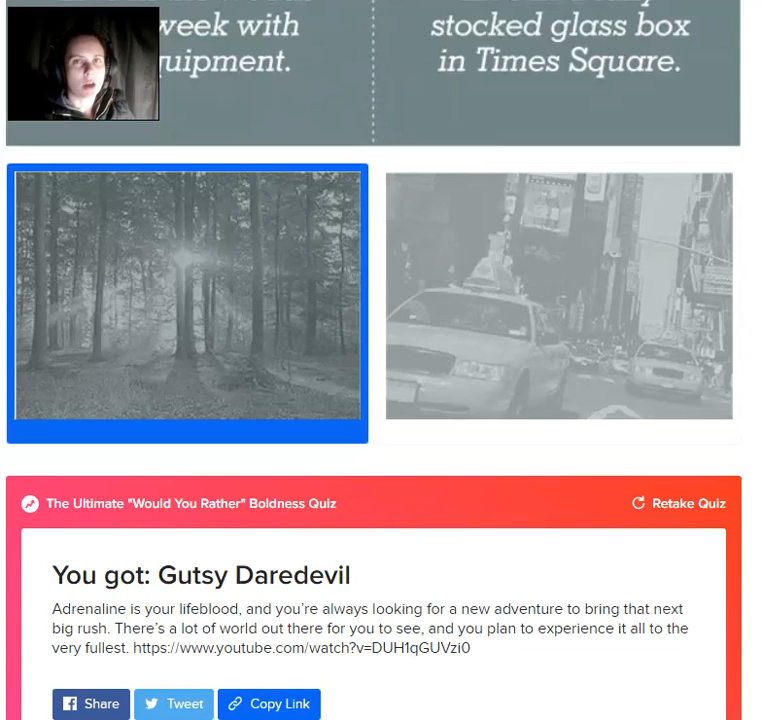 week with
stocked glass box
quipment.
in Times Square.
The Ultimate "Would You Rather" Boldness Quiz
Retake Quiz
You got: Gutsy Daredevil
Adrenaline is your lifeblood, and you're always looking for a new adventure to bring that next
big rush. There's a lot of world out there for you to see, and you plan to experience it all to the
very fullest. https://www.youtube.com/watch?v=DUH1qGUVzi0
Share
Tweet
Copy Link